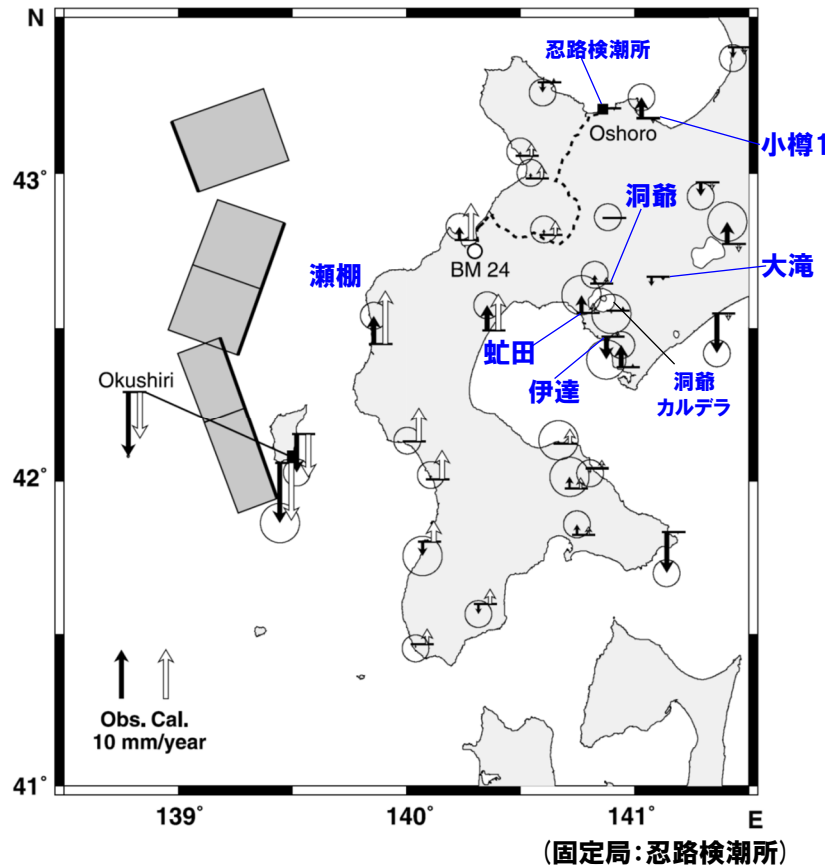 N
忍路検潮所
Oshoro
小樽1
43°
洞爺
瀬棚
BM 24
大滝
虻田
伊達
洞爺
カルデラ
Okushiri
42°
Obs. Cal.
10 mm/year
41°
139°
140°
141°
E
(固定局:忍路検潮所)